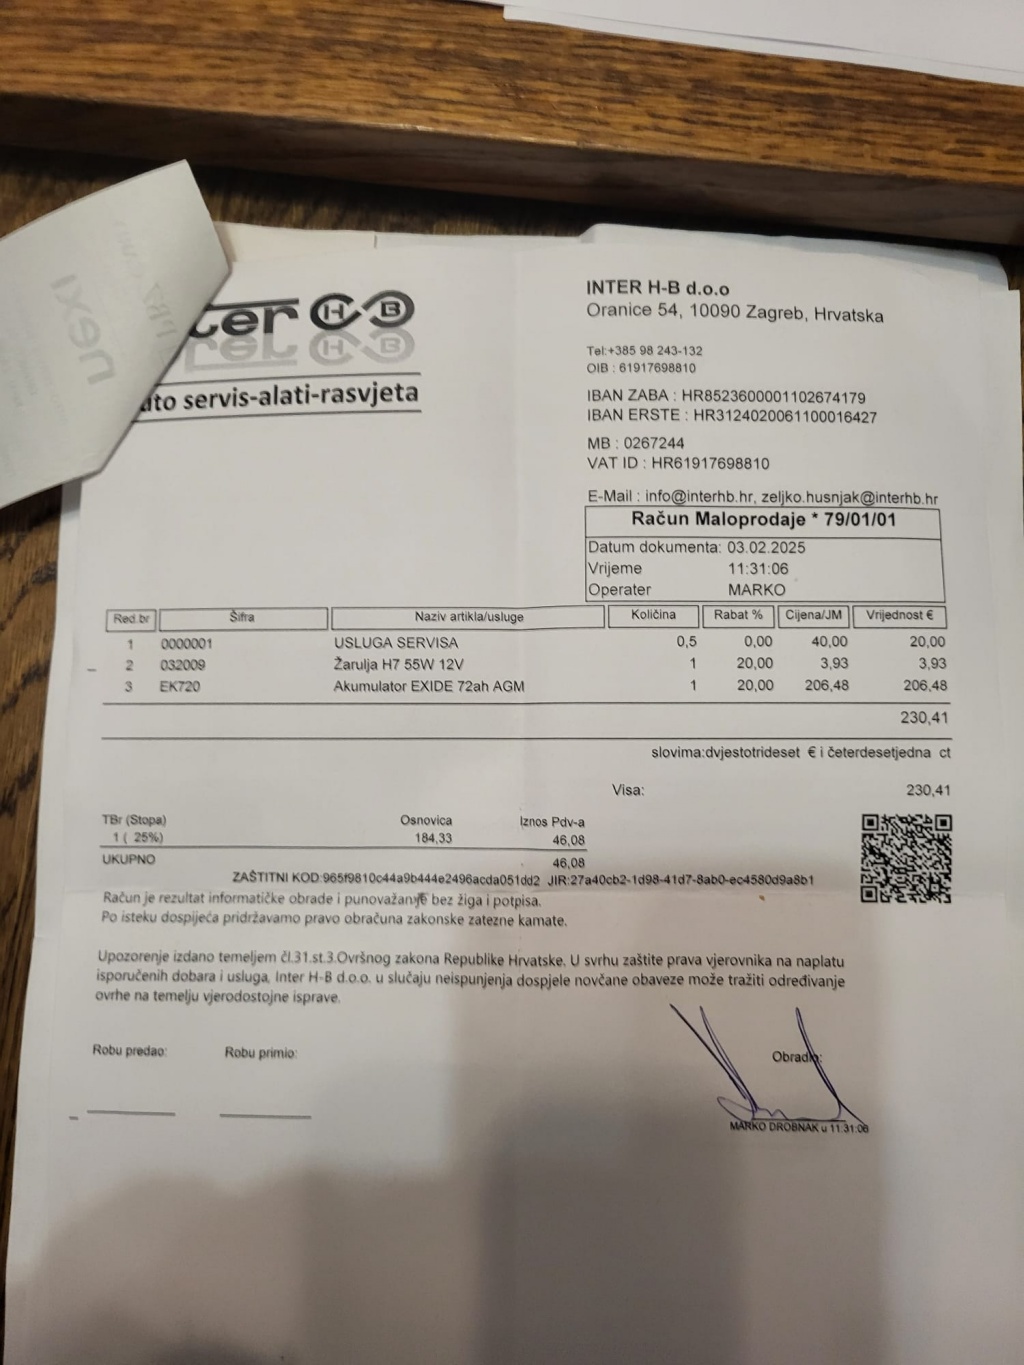 nexi
ter H B
uto servis-alati-rasvjeta
INTER H-B d.o.o
Oranice 54, 10090 Zagreb, Hrvatska
Tel:+385 98 243-132
OIB : 61917698810
IBAN ZABA : HR8523600001102674179
IBAN ERSTE : HR3124020061100016427
MB : 0267244
VAT ID : HR61917698810
E-Mail : info@interhb.hr, zeljko.husnjak@interhb.hr
Račun Maloprodaje * 79/01/01
Datum dokumenta: 03.02.2025
Vrijeme 11:31:06
Operater MARKO
Red.br Šifra Naziv artikla/usluge Količina Rabat % Cijena/JM Vrijednost €
1 0000001 USLUGA SERVISA 0,5 0,00 40,00 20,00
2 032009 Žarulja H7 55W 12V 1 20,00 3,93 3,93
3 EK720 Akumulator EXIDE 72ah AGM 1 20,00 206,48 206,48
230,41
slovima:dvjestotrideset € i četerdesetjedna ct
Visa: 230,41
TBr (Stopa) Osnovica Iznos Pdv-a
1 ( 25%) 184,33 46,08
UKUPNO 46,08
ZAŠTITNI KOD:965f9810c44a9b444e2496acda051dd2 JIR:27a40cb2-1d98-41d7-8ab0-ec4580d9a8b1
Račun je rezultat informatičke obrade i punovažan je bez žiga i potpisa.
Po isteku dospijeća pridržavamo pravo obračuna zakonske zatezne kamate.
Upozorenje izdano temeljem čl.31.st.3.Ovršnog zakona Republike Hrvatske. U svrhu zaštite prava vjerovnika na naplatu
isporučenih dobara i usluga, Inter H-B d.o.o. u slučaju neispunjenja dospjele novčane obaveze može tražiti određivanje
ovrhe na temelju vjerodostojne isprave.
Robu predao: Robu primio:
Obradio:
MARKO DROBNAK u 11:31:06